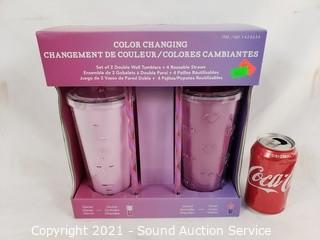 COLOR CHANGING
CHANGEMENT DE COULEUR/COLORES CAMBIANTES
Set of 2 Double Wall Tumblers + 4 Reusable Straws
Ensemble de 2 Gobelets à Double Paroi + 4 Pailles Réutilisables
Juego de 2 Vasos de Pared Doble + 4 Pajitas/Popotes Reutilizables
Coca-Cola
Copyright 2021 - Sound Auction Service